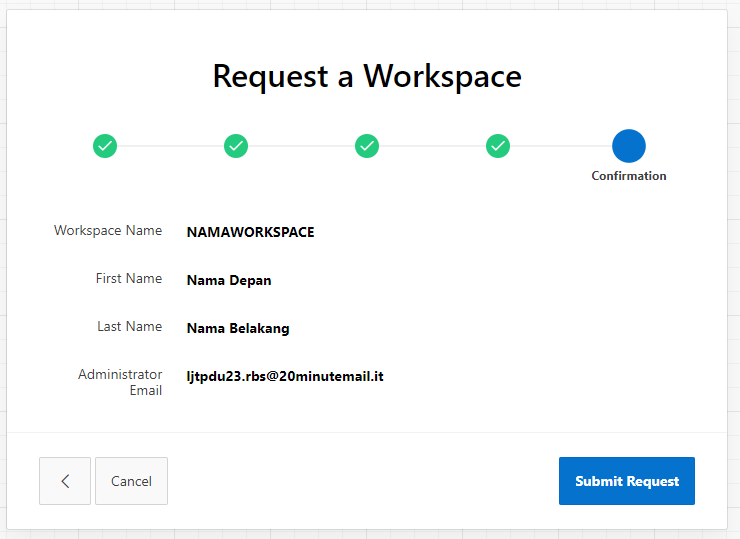 Request a Workspace
Confirmation
Workspace Name NAMAWORKSPACE
First Name Nama Depan
Last Name Nama Belakang
Administrator Email ljtpdu23.rbs@20minutemail.it
Cancel Submit Request